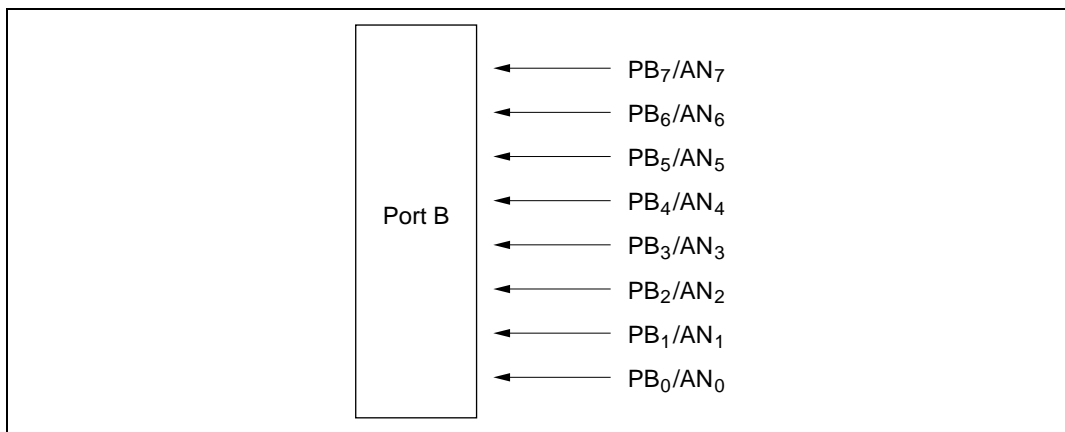 PB₇/AN₇
PB₆/AN₆
PB₅/AN₅
PB₄/AN₄
Port B
PB₃/AN₃
PB₂/AN₂
PB₁/AN₁
PB₀/AN₀